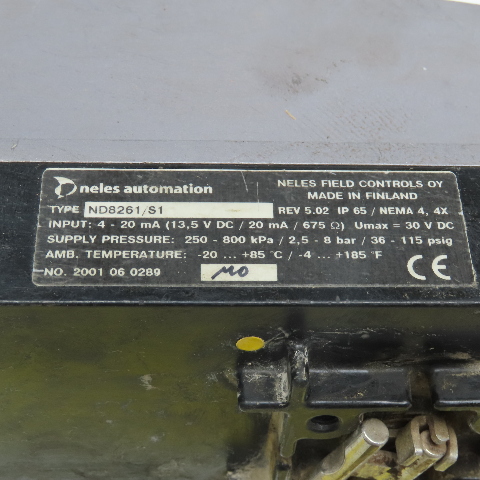 neles automation
NELES FIELD CONTROLS OY
MADE IN FINLAND
TYPE ND8261/S1 REV 5.02 IP 65 / NEMA 4, 4X
INPUT: 4 - 20 mA (13,5 V DC / 20 mA / 675 Ω) Umax = 30 V DC
SUPPLY PRESSURE: 250 - 800 kPa / 2,5 - 8 bar / 36 - 115 psig
AMB. TEMPERATURE: -20 ...+85 °C / -4 ...+185 °F
NO. 2001 06 0289
CE